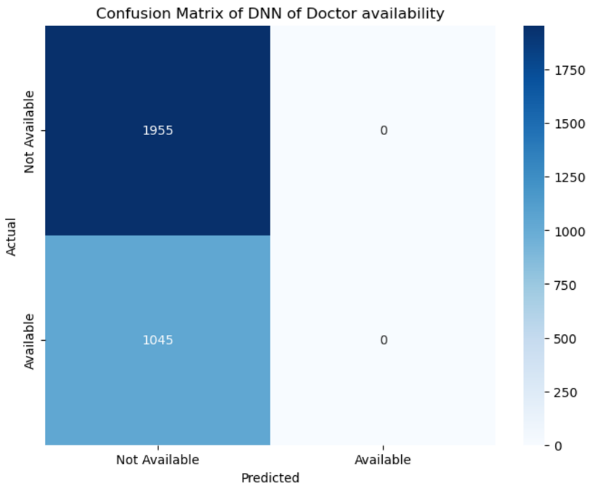 Confusion Matrix of DNN of Doctor availability
Not Available
Available
Actual
1955
0
1045
0
Not Available
Available
Predicted
1750
1500
1250
1000
750
500
250
0